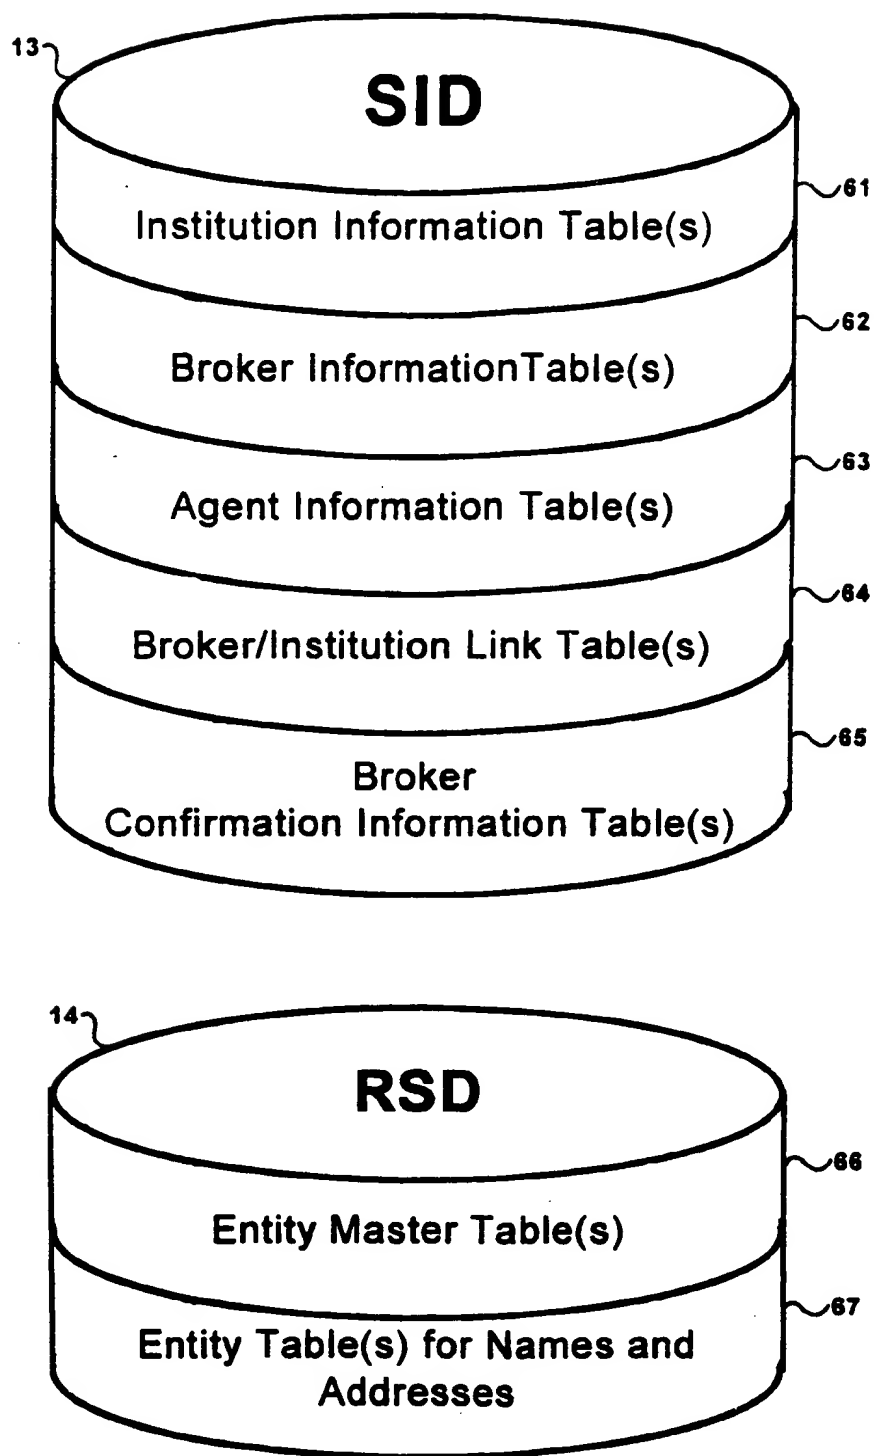 13
SID
61
Institution Information Table(s)
62
Broker InformationTable(s)
63
Agent Information Table(s)
64
Broker/Institution Link Table(s)
65
Broker
Confirmation Information Table(s)
14
RSD
66
Entity Master Table(s)
67
Entity Table(s) for Names and
Addresses